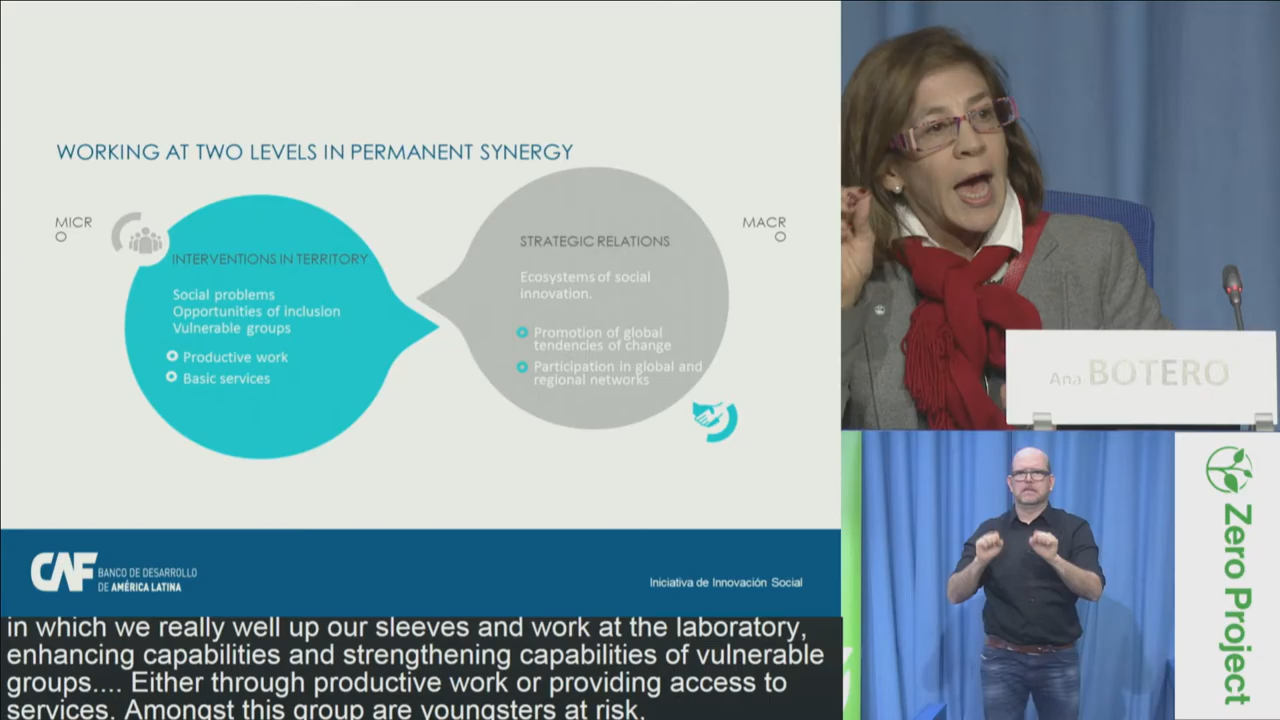 WORKING AT TWO LEVELS IN PERMANENT SYNERGY
MICR
O
INTERVENTIONS IN TERRITORY
Social problems
Opportunities of inclusion
Vulnerable groups
Productive work
Basic services
MACR
O
STRATEGIC RELATIONS
Ecosystems of social
innovation.
Promotion of global
tendencies of change
Participation in global and
regional networks
CAF
BANCO DE DESARROLLO
DE AMÉRICA LATINA
Iniciativa de Innovación Social
in which we really well up our sleeves and work at the laboratory,
enhancing capabilities and strengthening capabilities of vulnerable
groups.... Either through productive work or providing access to
services. Amongst this group are youngsters at risk.
Ana BOTERO
Zero Project